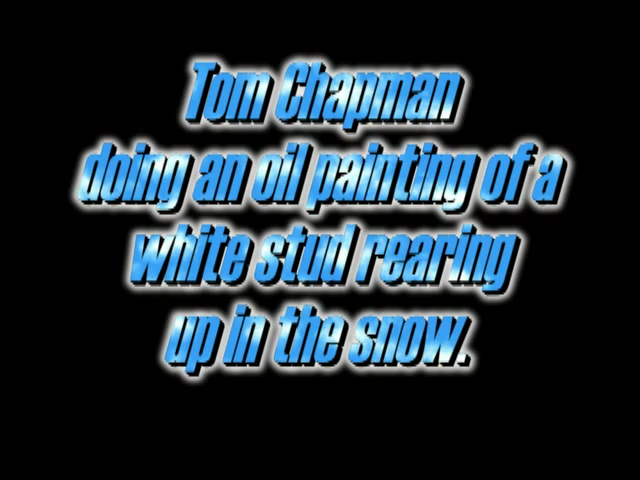 Tom Chapman
doing an oil painting of a
white stud rearing
up in the snow.